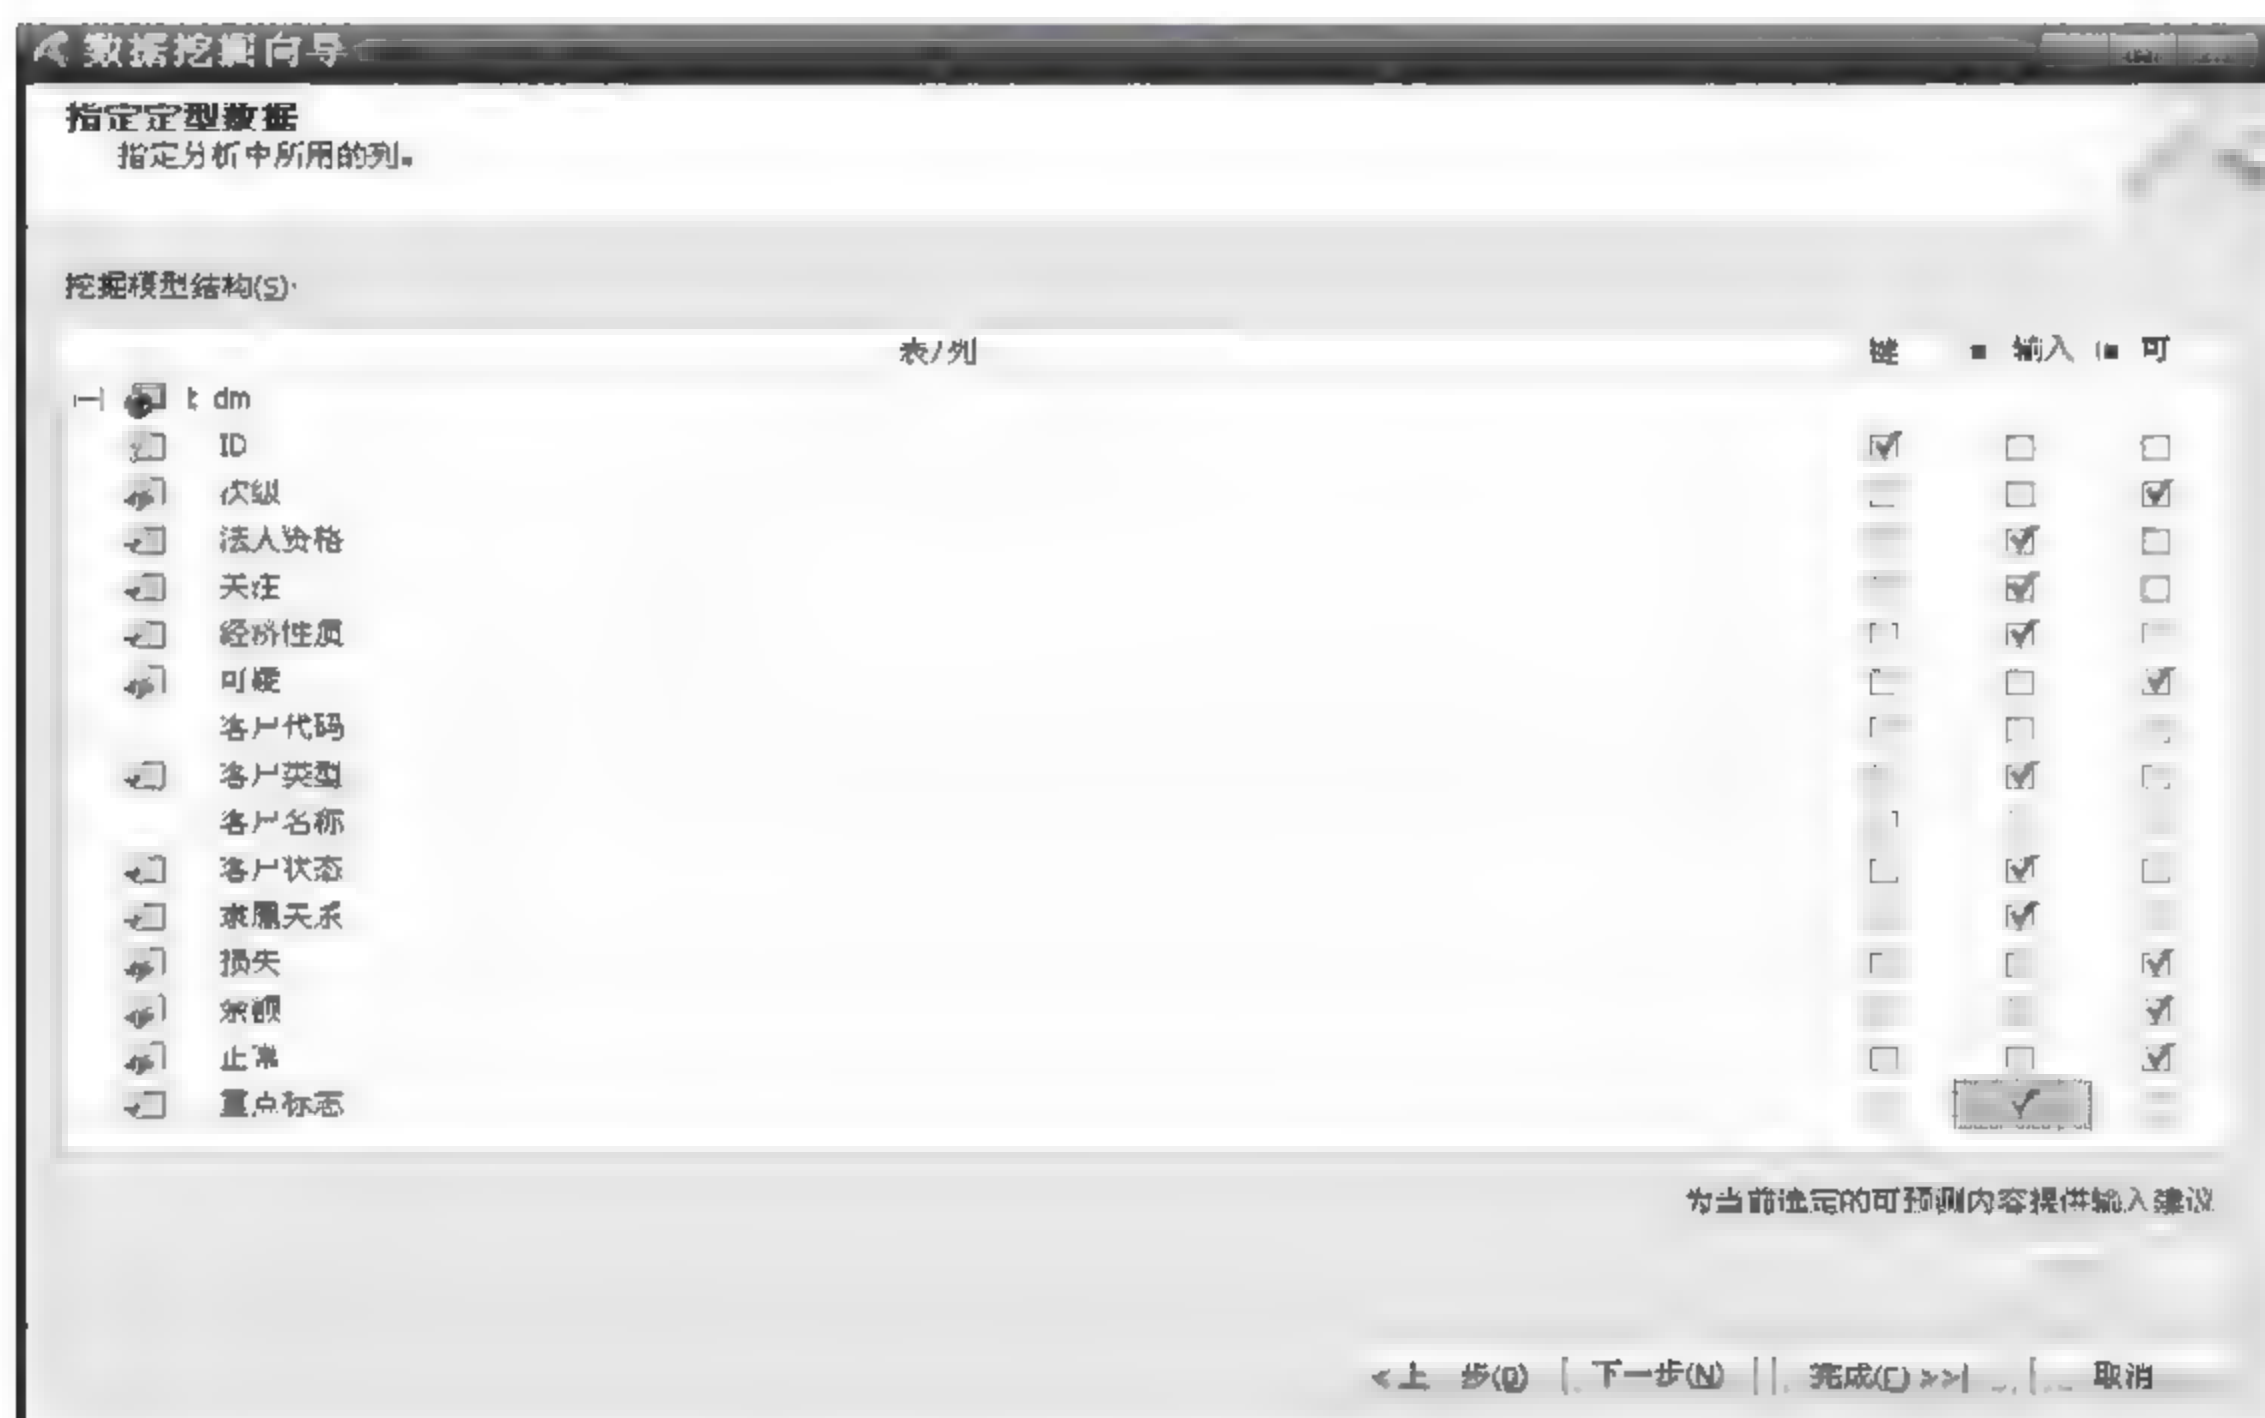 数据挖掘向导
指定定型数据
指定分析中所用的列。
挖掘模型结构(S):
表/列 键 输入 可
dm
ID
次级
法人资格
关注
经济性质
可疑
客户代码
客户类型
客户名称
客户状态
隶属关系
损失
余额
正常
重点标志
为当前选定的可预测内容提供输入建议
<上一步(B) 下一步(N) 完成(F) >>| 取消